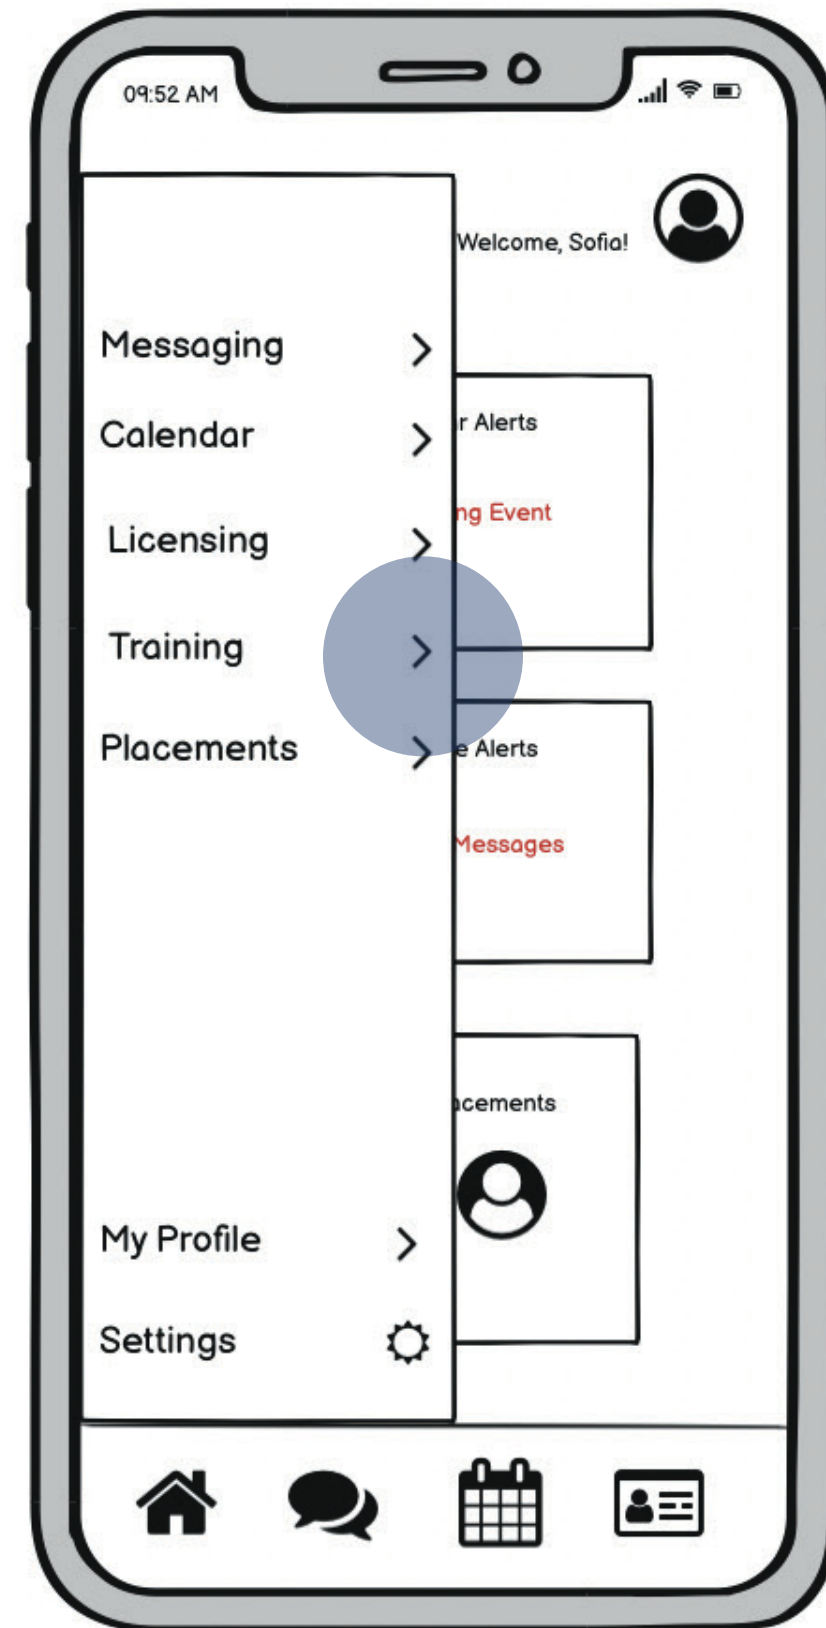 09:52 AM
Welcome, Sofia!
Messaging
Calendar
r Alerts
ng Event
Licensing
Training
Placements
e Alerts
Messages
acements
My Profile
Settings